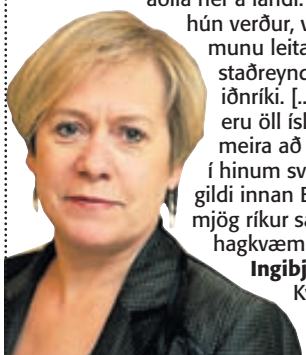 aðila hér á landi.
hún verður, v
munu leita
staðreynd
iðnríki. [..
eru öll ísl
meira að
í hinum sv
gildi innan E
mjög ríkur sa
hagkvæm
Ingibj
Kv